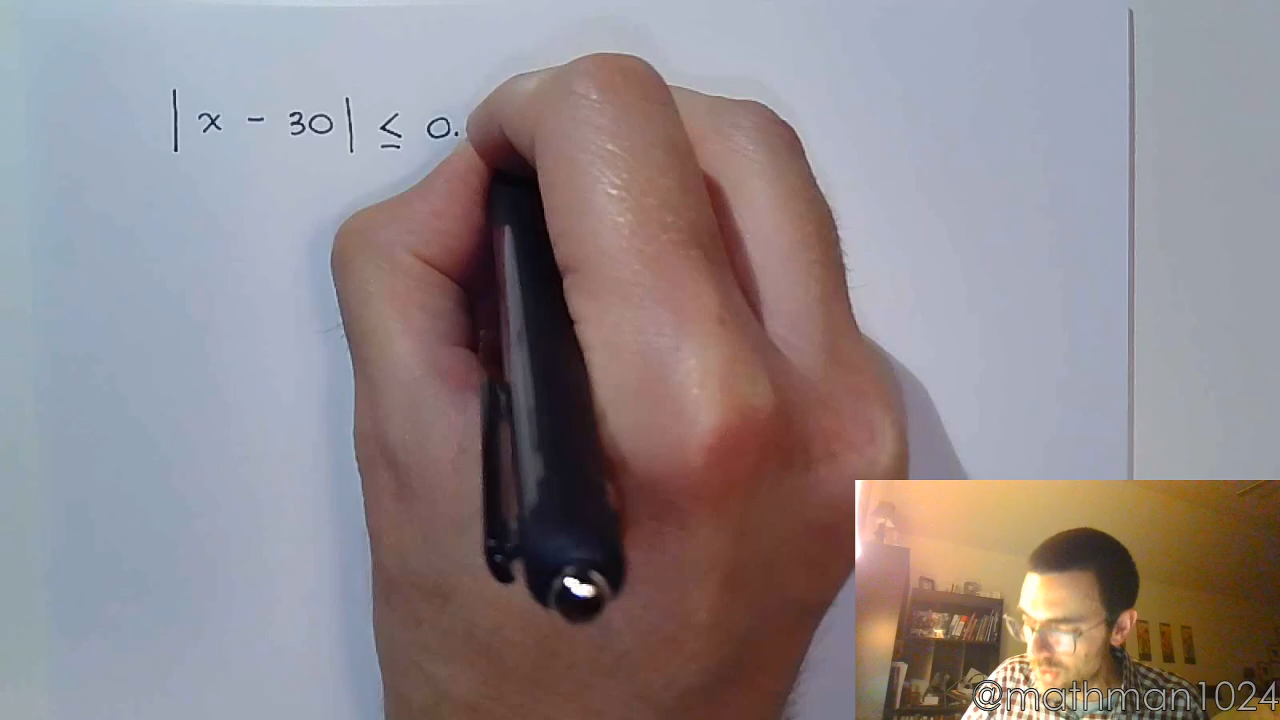 |x - 30| ≤ 0.
@mathman1024